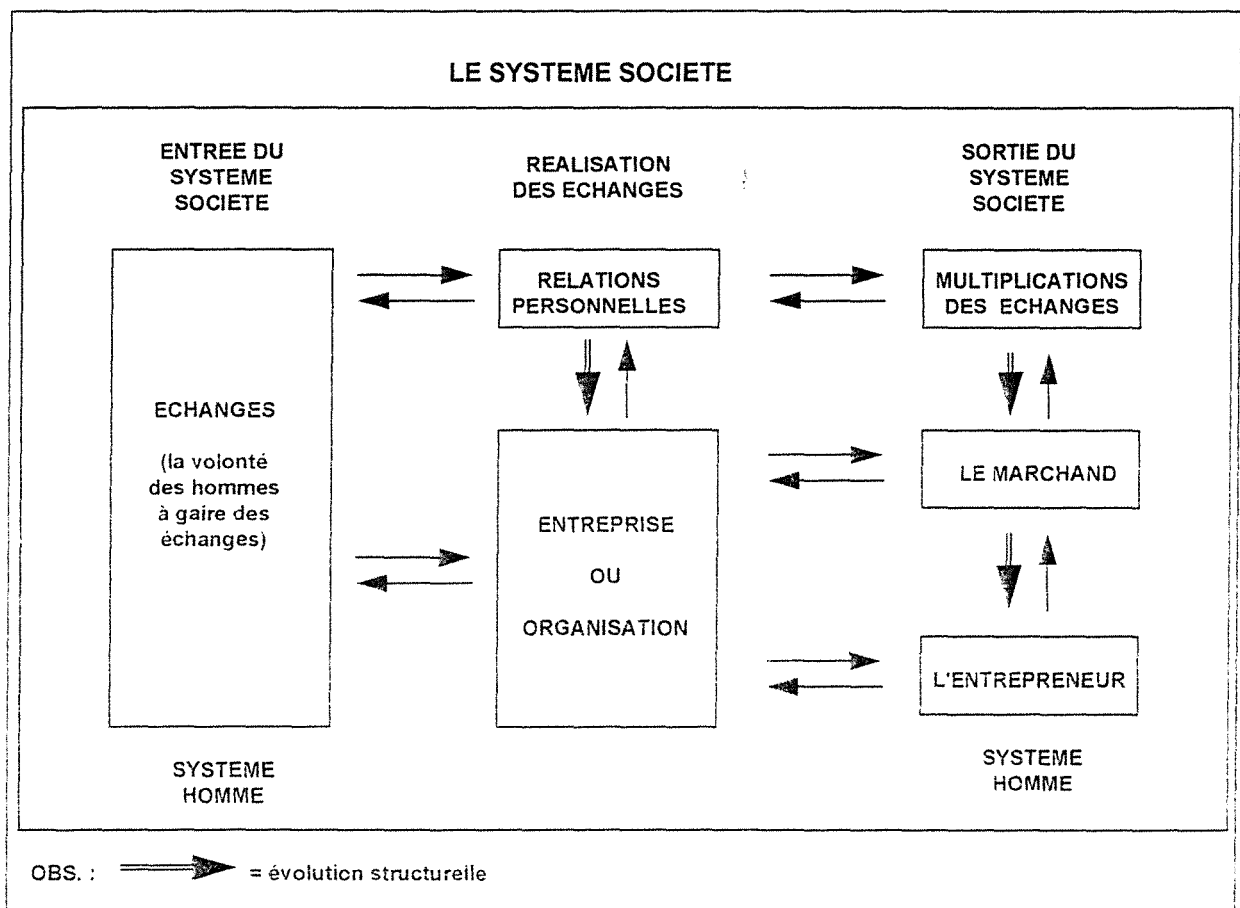 LE SYSTEME SOCIETE
ENTREE DU
SYSTEME
SOCIETE
REALISATION
DES ECHANGES
SORTIE DU
SYSTEME
SOCIETE
ECHANGES
(la volonté
des hommes
à gaire des
échanges)
RELATIONS
PERSONNELLES
MULTIPLICATIONS
DES ECHANGES
ENTREPRISE
OU
ORGANISATION
LE MARCHAND
L'ENTREPRENEUR
SYSTEME
HOMME
SYSTEME
HOMME
OBS. : = évolution structurelle